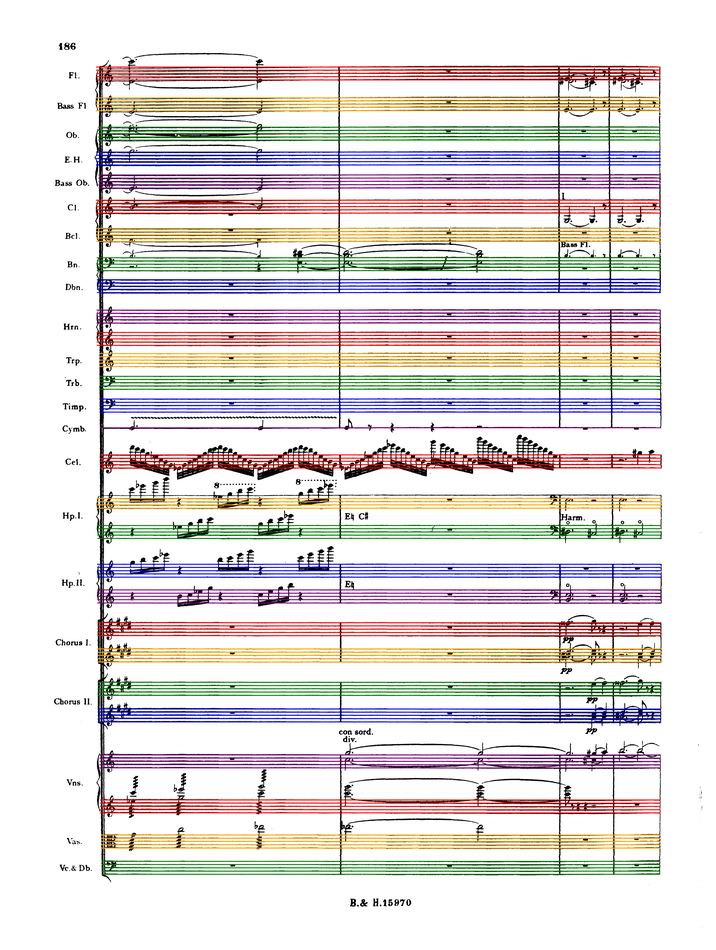 186
Fl.
Bass Fl
Ob.
E.H.
Bass Ob.
Cl.
I
Bcl.
Bass Fl.
Bn.
Dbn.
Hrn.
Trp.
Trb.
Timp.
Cymb.
Cel.
8
8
Hp.I.
E♮ C♯
Harm.
Hp.II.
E♮
Chorus I.
pp
pp
Chorus II.
pp
pp
con sord.
div.
Vns.
Vas.
Vc.& Db.
B.& H.15970